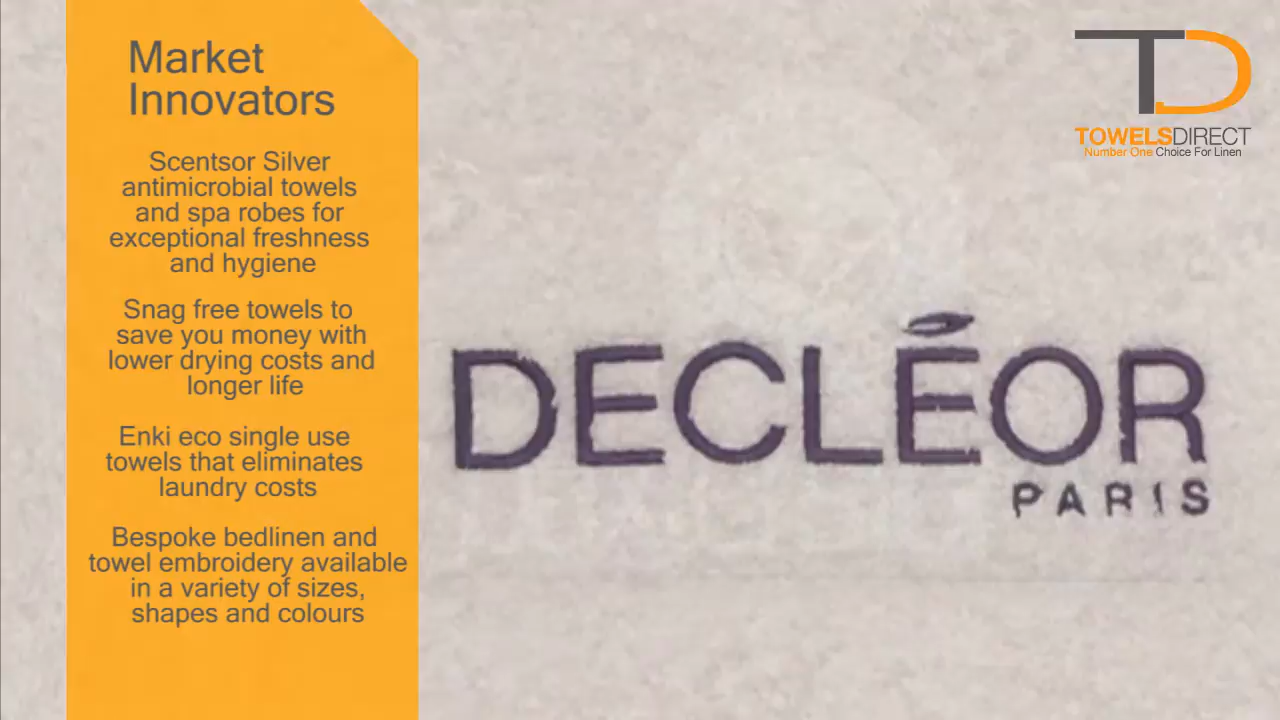 Market
Innovators
Scentsor Silver
antimicrobial towels
and spa robes for
exceptional freshness
and hygiene
Snag free towels to
save you money with
lower drying costs and
longer life
Enki eco single use
towels that eliminates
laundry costs
Bespoke bedlinen and
towel embroidery available
in a variety of sizes,
shapes and colours
TD
TOWELSDIRECT
Number One Choice For Linen
DECLÉOR
PARIS